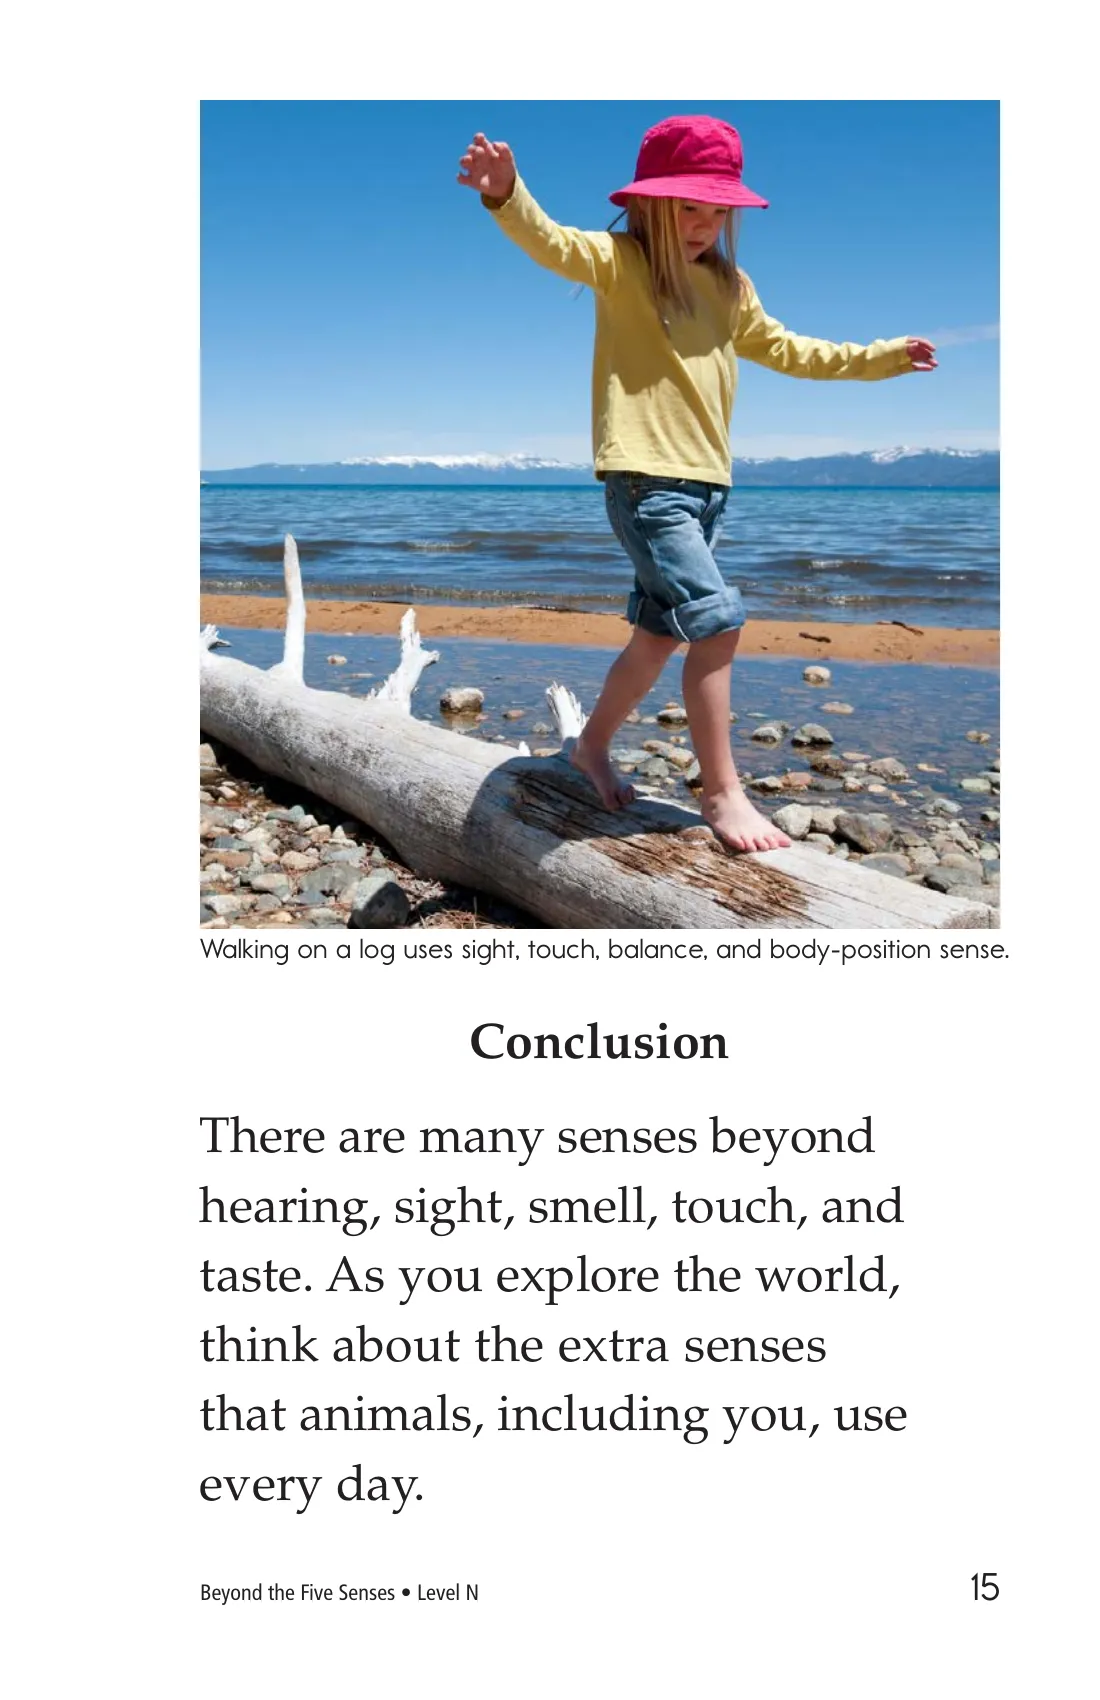 Walking on a log uses sight, touch, balance, and body-position sense.
Conclusion
There are many senses beyond
hearing, sight, smell, touch, and
taste. As you explore the world,
think about the extra senses
that animals, including you, use
every day.
Beyond the Five Senses • Level N 15